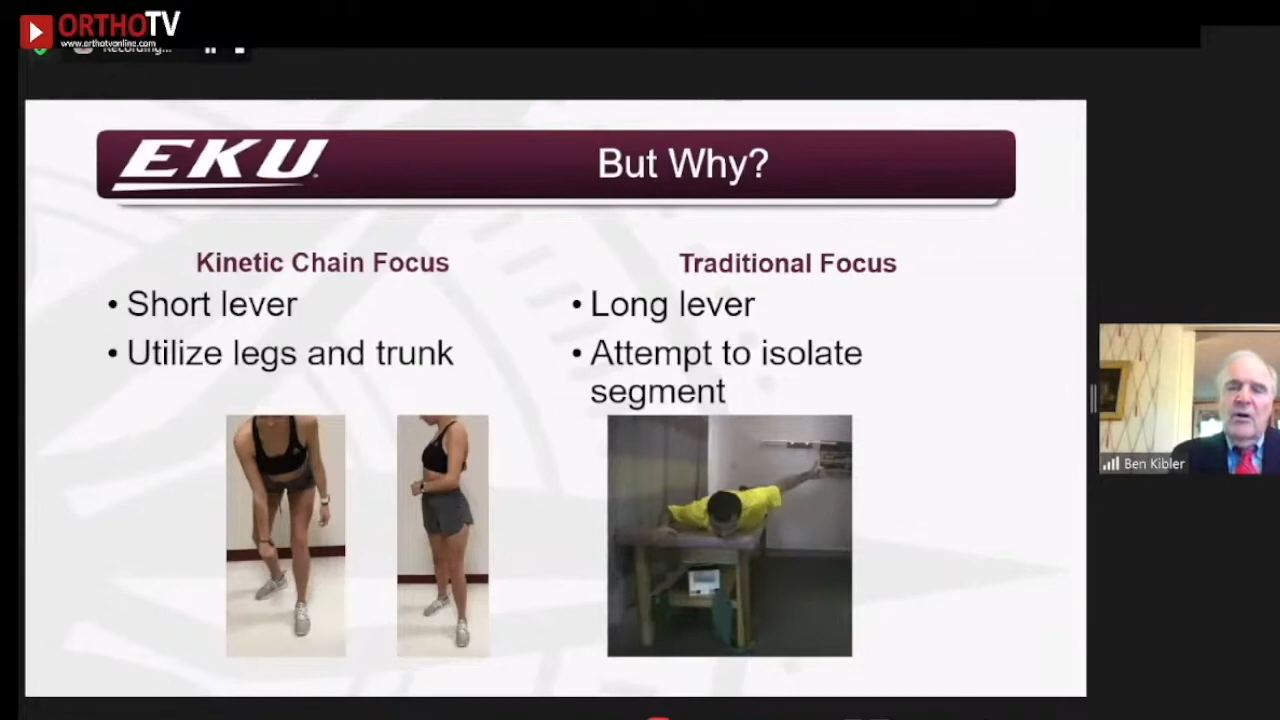 ORTHOTV
www.orthotvonline.com
Recording...
EKU
But Why?
Kinetic Chain Focus
• Short lever
• Utilize legs and trunk
Traditional Focus
• Long lever
• Attempt to isolate
segment
Ben Kibler